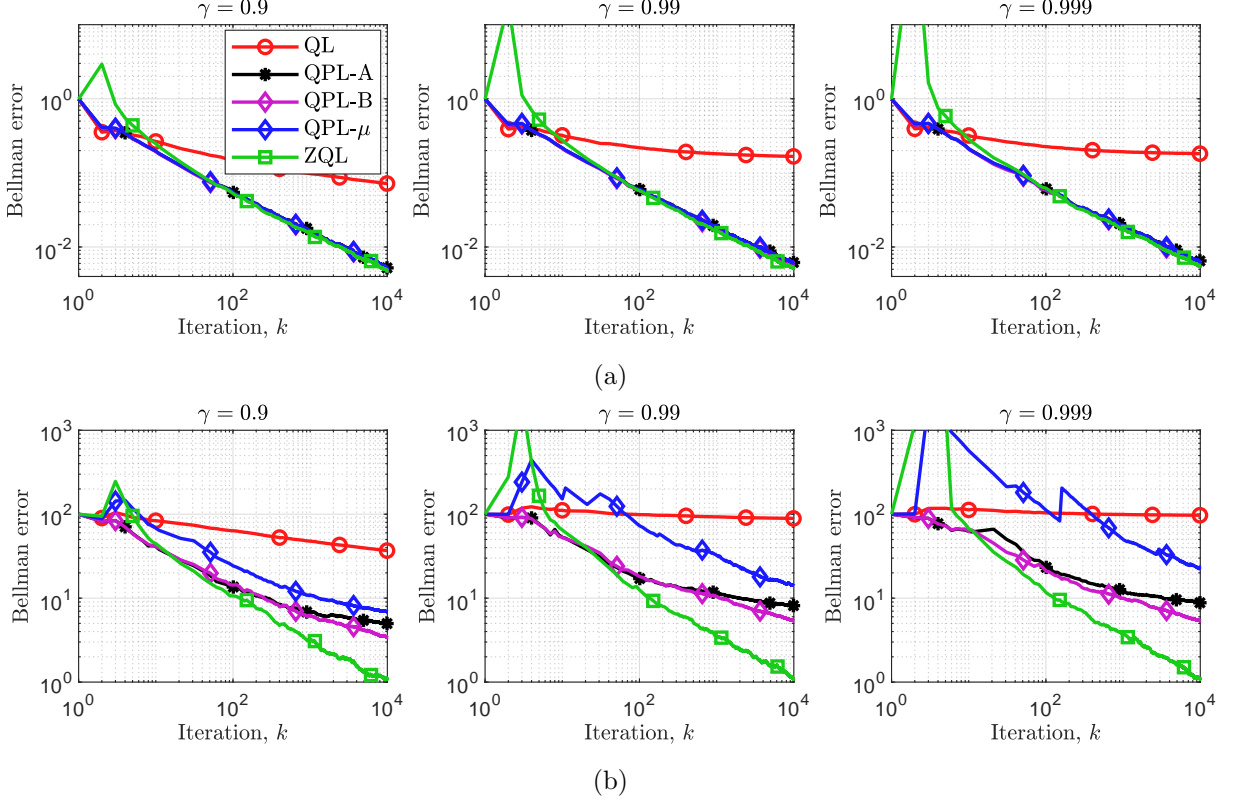 γ = 0.9
γ = 0.99
γ = 0.999
QL
QPL-A
QPL-B
QPL-μ
ZQL
Bellman error
Bellman error
Bellman error
10^0
10^-2
10^0
10^-2
10^0
10^-2
10^0
10^2
10^4
10^0
10^2
10^4
10^0
10^2
10^4
Iteration, k
Iteration, k
Iteration, k
(a)
γ = 0.9
γ = 0.99
γ = 0.999
Bellman error
Bellman error
Bellman error
10^3
10^2
10^1
10^0
10^3
10^2
10^1
10^0
10^3
10^2
10^1
10^0
10^0
10^2
10^4
10^0
10^2
10^4
10^0
10^2
10^4
Iteration, k
Iteration, k
Iteration, k
(b)